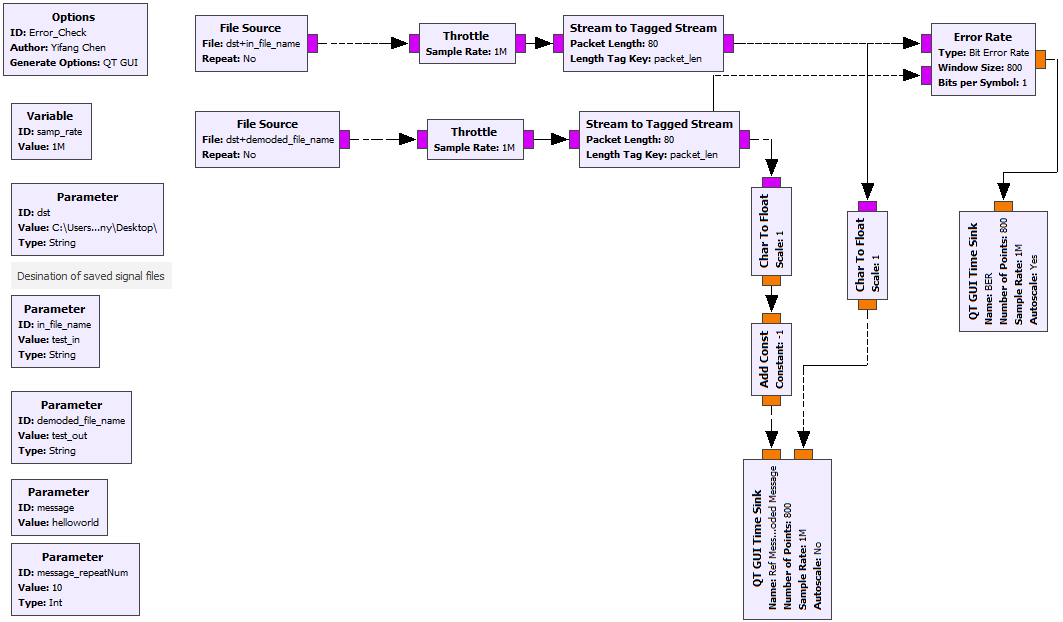 Options
ID: Error_Check
Author: Yifang Chen
Generate Options: QT GUI
File Source
File: dst+in_file_name
Repeat: No
Throttle
Sample Rate: 1M
Stream to Tagged Stream
Packet Length: 80
Length Tag Key: packet_len
Error Rate
Type: Bit Error Rate
Window Size: 800
Bits per Symbol: 1
Variable
ID: samp_rate
Value: 1M
File Source
File: dst+demoded_file_name
Repeat: No
Throttle
Sample Rate: 1M
Stream to Tagged Stream
Packet Length: 80
Length Tag Key: packet_len
Parameter
ID: dst
Value: C:\Users...ny\Desktop\
Type: String
Desination of saved signal files
Char To Float
Scale: 1
Char To Float
Scale: 1
QT GUI Time Sink
Name: BER
Number of Points: 800
Sample Rate: 1M
Autoscale: Yes
Parameter
ID: in_file_name
Value: test_in
Type: String
Add Const
Constant: -1
Parameter
ID: demoded_file_name
Value: test_out
Type: String
QT GUI Time Sink
Name: Ref Mess...oded Message
Number of Points: 800
Sample Rate: 1M
Autoscale: No
Parameter
ID: message
Value: helloworld
Parameter
ID: message_repeatNum
Value: 10
Type: Int